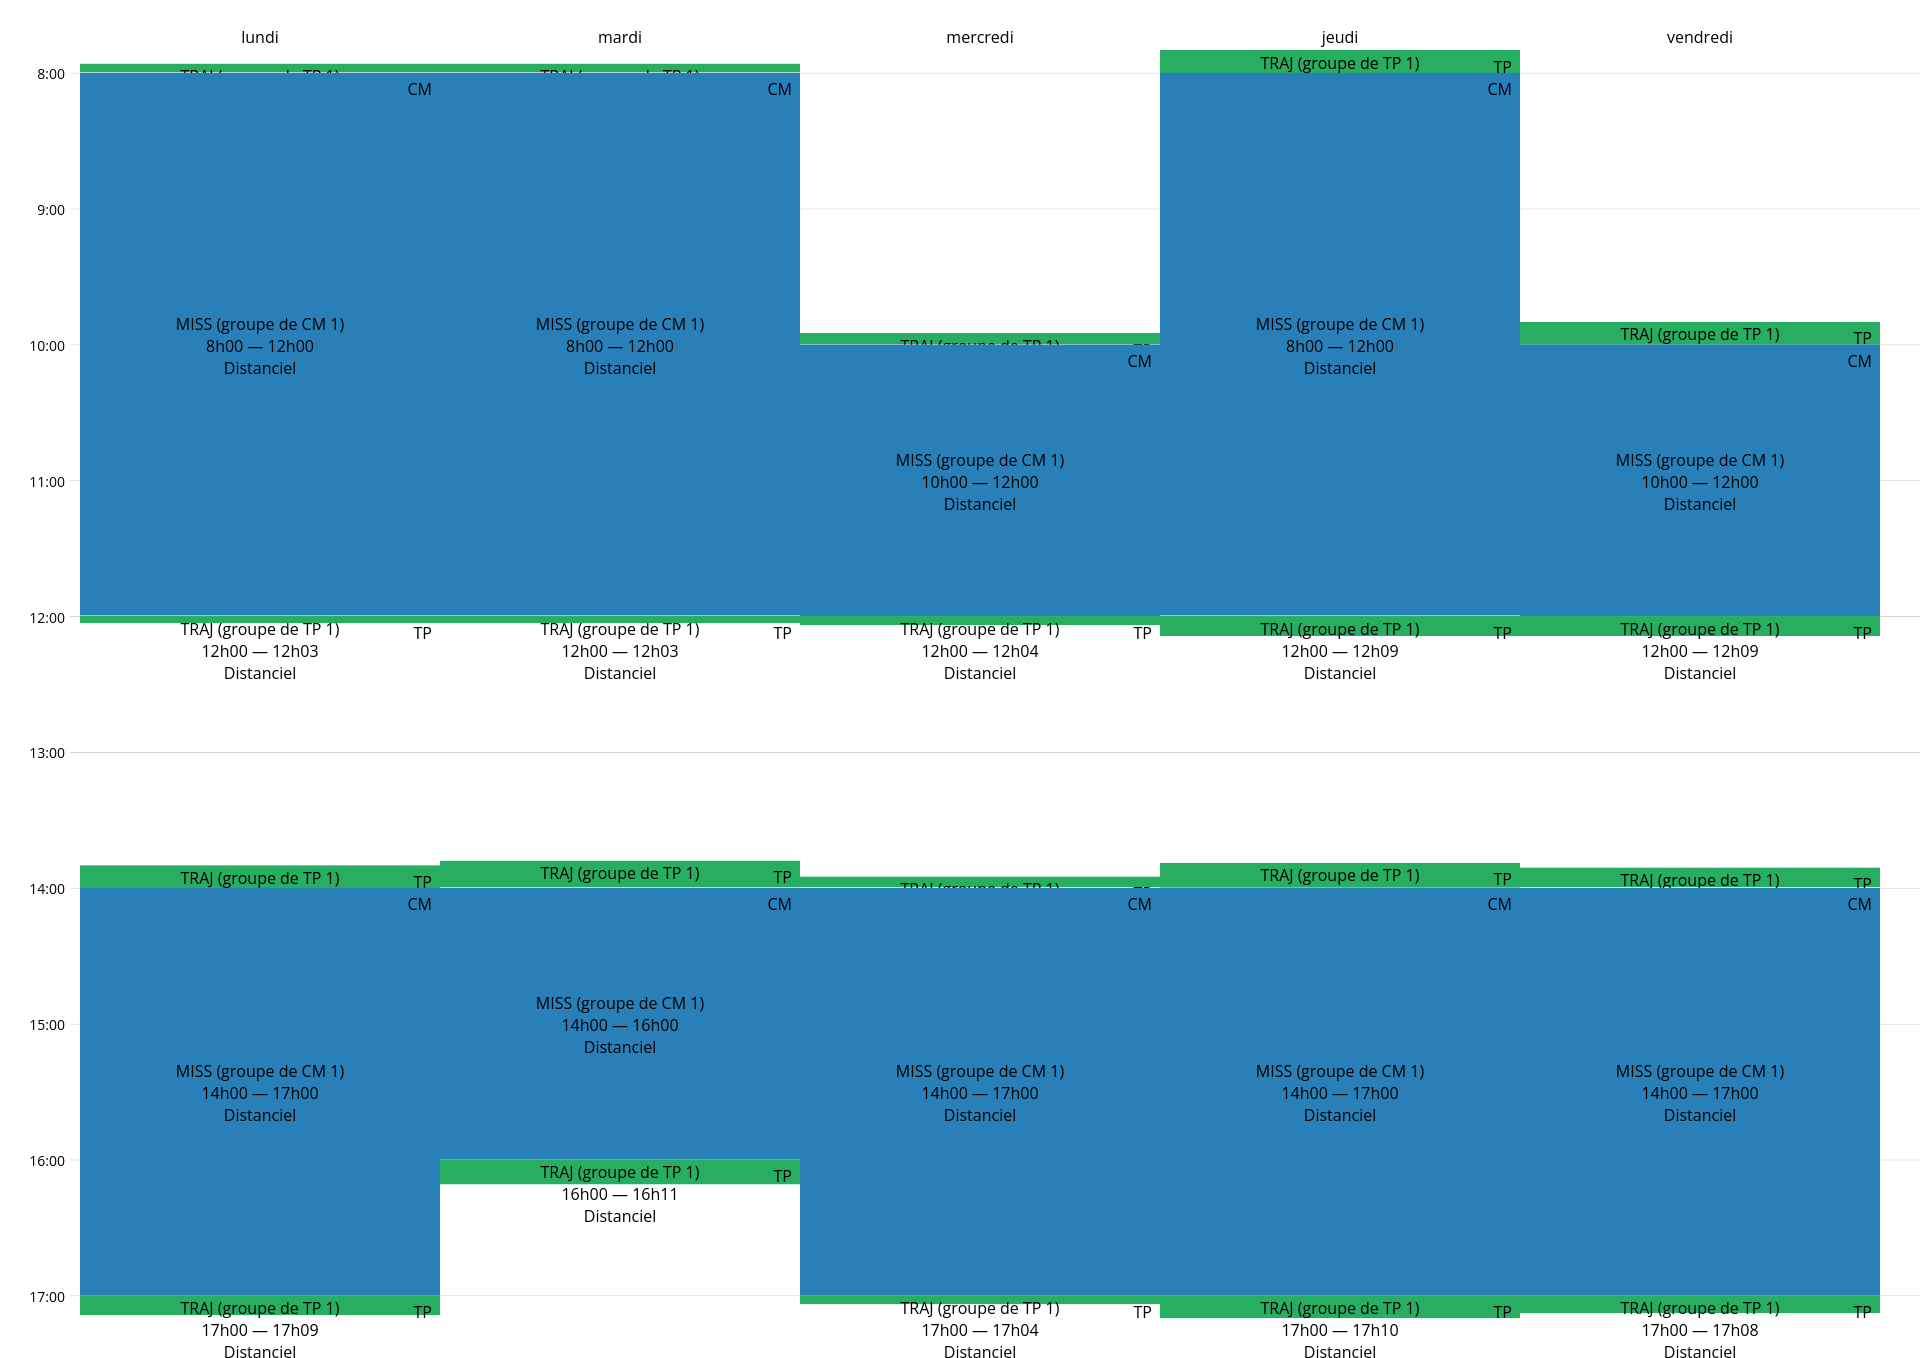 lundi
mardi
mercredi
jeudi
vendredi
TRAJ (groupe de TP 1)
TP
8:00
CM
CM
CM
9:00
MISS (groupe de CM 1)
8h00 — 12h00
Distanciel
MISS (groupe de CM 1)
8h00 — 12h00
Distanciel
MISS (groupe de CM 1)
8h00 — 12h00
Distanciel
TRAJ (groupe de TP 1)
TP
10:00
CM
CM
MISS (groupe de CM 1)
10h00 — 12h00
Distanciel
MISS (groupe de CM 1)
10h00 — 12h00
Distanciel
11:00
12:00
TRAJ (groupe de TP 1)
TP
12h00 — 12h03
Distanciel
TRAJ (groupe de TP 1)
TP
12h00 — 12h03
Distanciel
TRAJ (groupe de TP 1)
TP
12h00 — 12h04
Distanciel
TRAJ (groupe de TP 1)
TP
12h00 — 12h09
Distanciel
TRAJ (groupe de TP 1)
TP
12h00 — 12h09
Distanciel
13:00
TRAJ (groupe de TP 1)
TP
TRAJ (groupe de TP 1)
TP
TRAJ (groupe de TP 1)
TP
TRAJ (groupe de TP 1)
TP
14:00
CM
CM
CM
CM
CM
MISS (groupe de CM 1)
14h00 — 16h00
Distanciel
15:00
MISS (groupe de CM 1)
14h00 — 17h00
Distanciel
MISS (groupe de CM 1)
14h00 — 17h00
Distanciel
MISS (groupe de CM 1)
14h00 — 17h00
Distanciel
MISS (groupe de CM 1)
14h00 — 17h00
Distanciel
16:00
TRAJ (groupe de TP 1)
TP
16h00 — 16h11
Distanciel
17:00
TRAJ (groupe de TP 1)
TP
17h00 — 17h09
Distanciel
TRAJ (groupe de TP 1)
TP
17h00 — 17h04
Distanciel
TRAJ (groupe de TP 1)
TP
17h00 — 17h10
Distanciel
TRAJ (groupe de TP 1)
TP
17h00 — 17h08
Distanciel